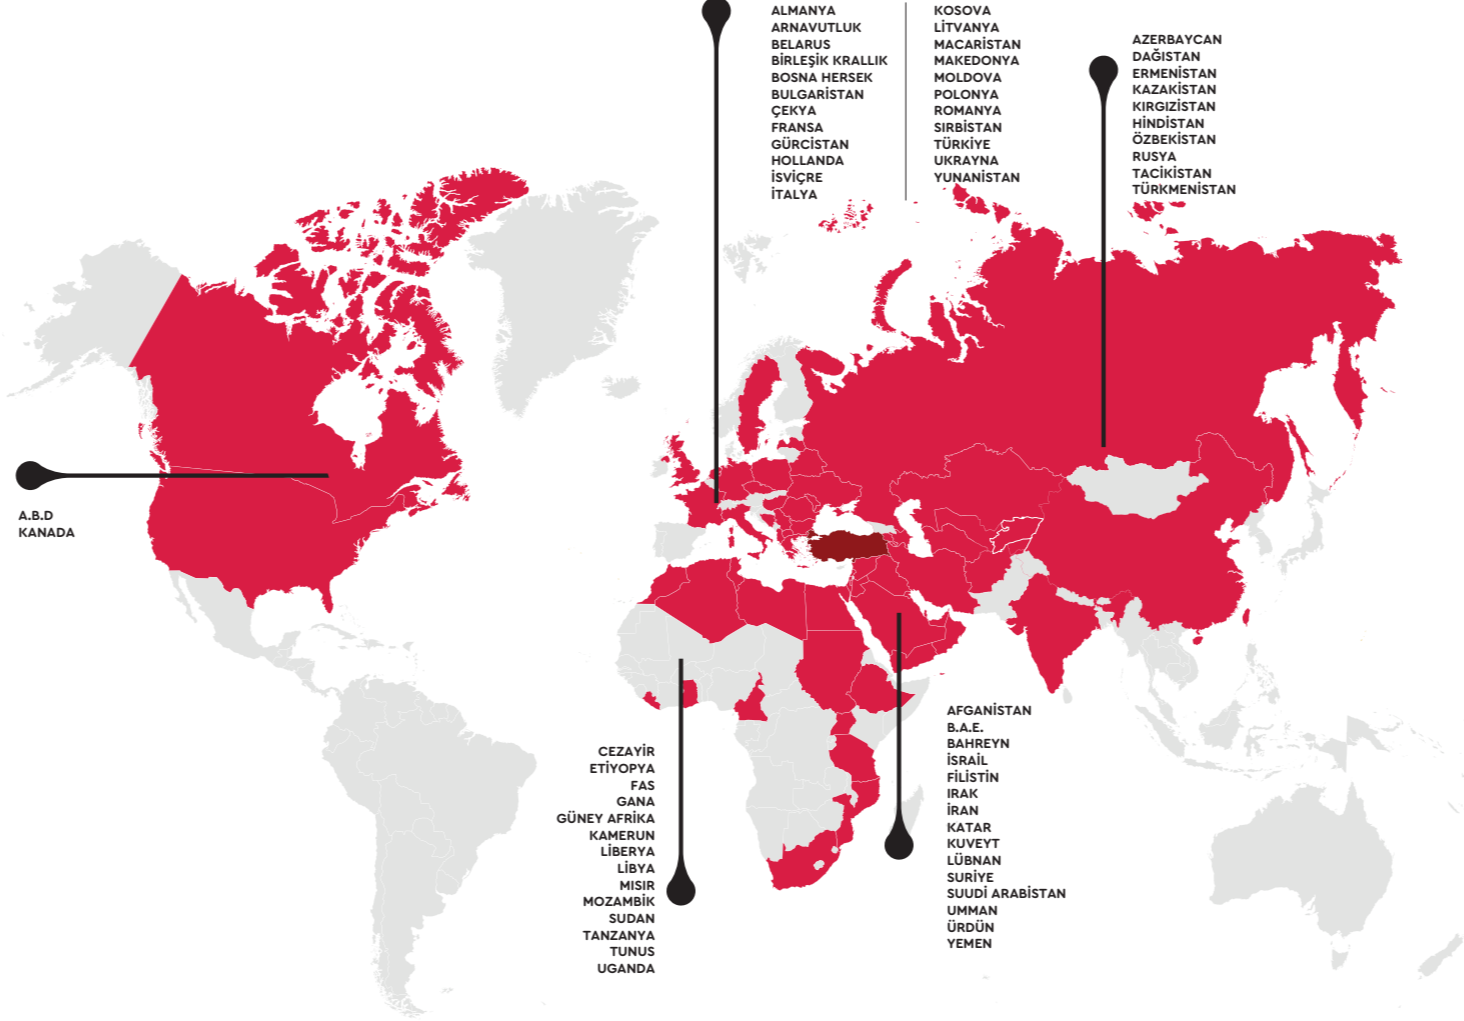 ALMANYA
ARNAVUTLUK
BELARUS
BİRLEŞİK KRALLIK
BOSNA HERSEK
BULGARİSTAN
ÇEKYA
FRANSA
GÜRCİSTAN
HOLLANDA
İSVİÇRE
İTALYA
KOSOVA
LİTVANYA
MACARİSTAN
MAKEDONYA
MOLDOVA
POLONYA
ROMANYA
SIRBİSTAN
TÜRKİYE
UKRAYNA
YUNANİSTAN
AZERBAYCAN
DAĞISTAN
ERMENİSTAN
KAZAKİSTAN
KIRGIZİSTAN
HİNDİSTAN
ÖZBEKİSTAN
RUSYA
TACİKİSTAN
TÜRKMENİSTAN
A.B.D
KANADA
CEZAYİR
ETİYOPYA
FAS
GANA
GÜNEY AFRİKA
KAMERUN
LİBERYA
LİBYA
MISIR
MOZAMBİK
SUDAN
TANZANYA
TUNUS
UGANDA
AFGANİSTAN
B.A.E.
BAHREYN
İSRAİL
FİLİSTİN
IRAK
İRAN
KATAR
KUVEYT
LÜBNAN
SURİYE
SUUDİ ARABİSTAN
UMMAN
ÜRDÜN
YEMEN